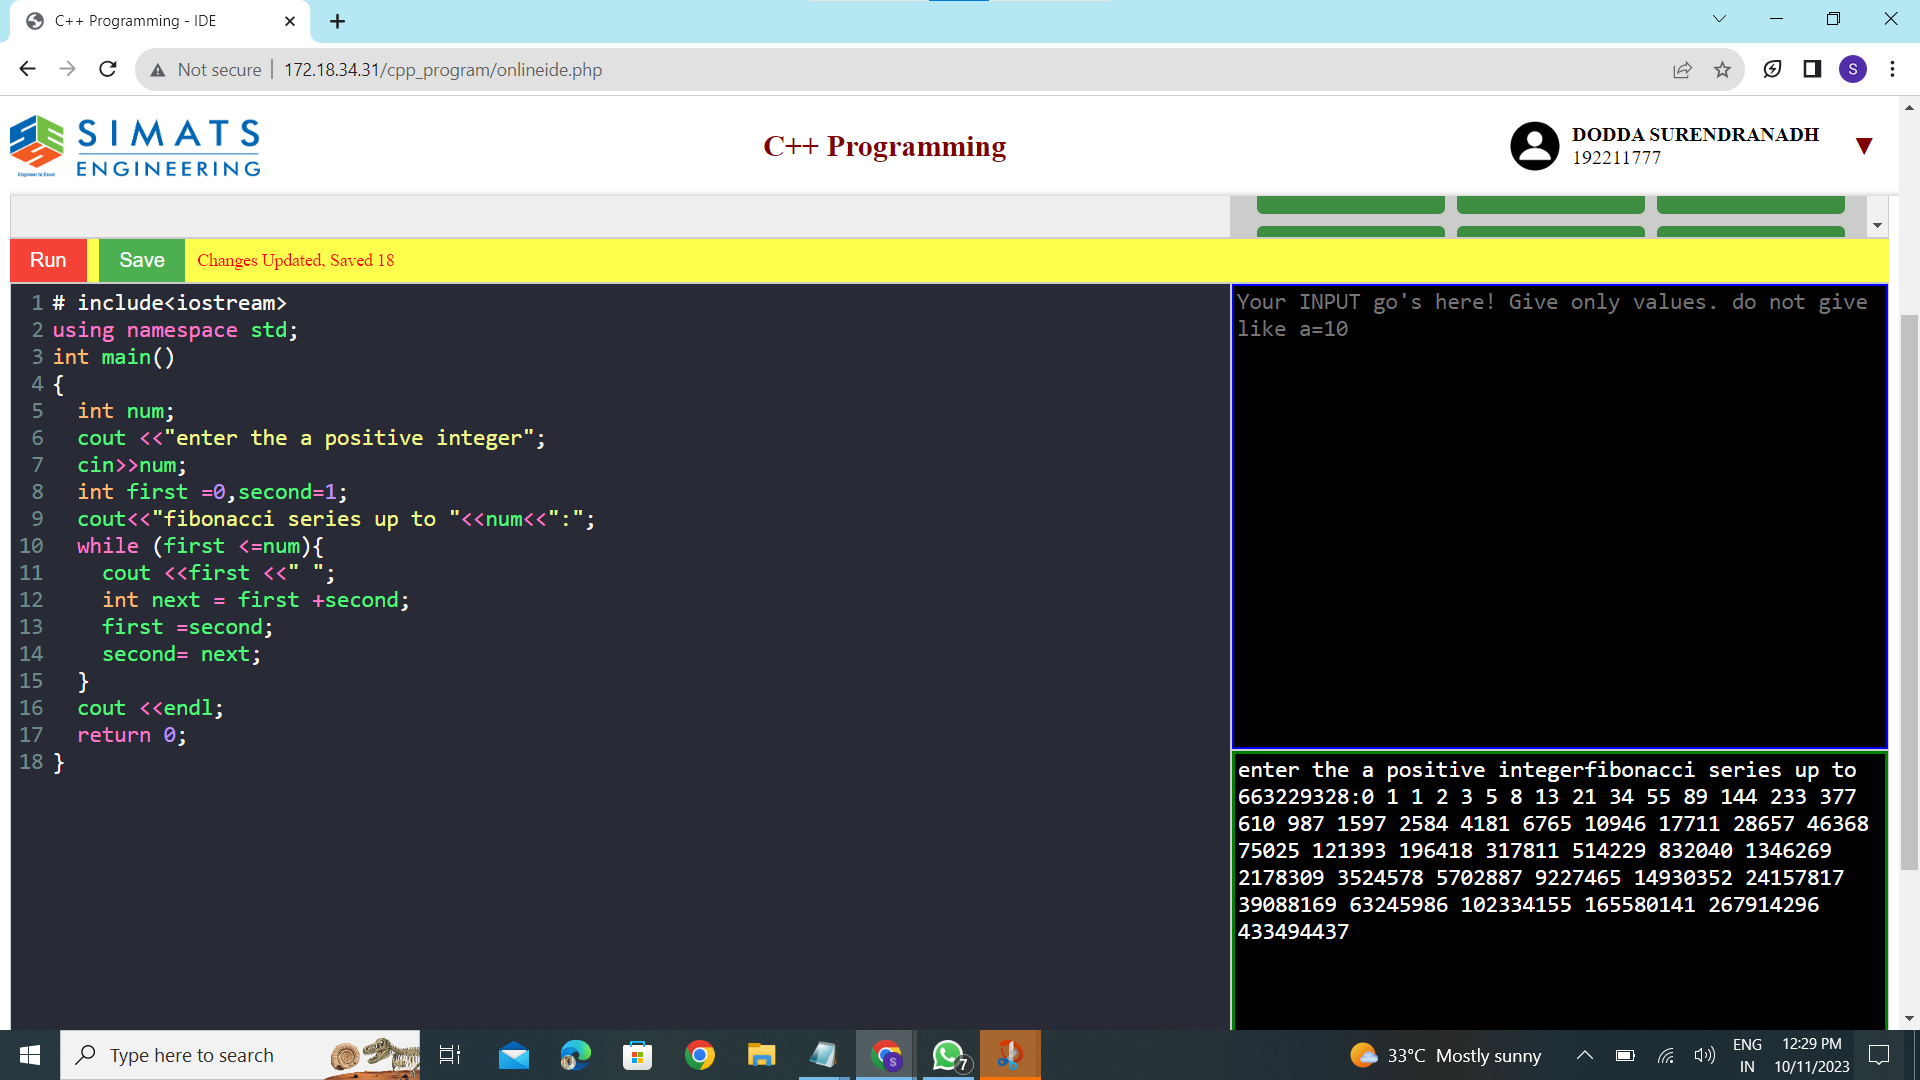 C++ Programming - IDE
Not secure | 172.18.34.31/cpp_program/onlineide.php
S
SIMATS
ENGINEERING
Engineer to Excel
C++ Programming
DODDA SURENDRANADH
192211777
Run
Save
Changes Updated, Saved 18
1 # include<iostream>
2 using namespace std;
3 int main()
4 {
5   int num;
6   cout <<"enter the a positive integer";
7   cin>>num;
8   int first =0,second=1;
9   cout<<"fibonacci series up to "<<num<<":";
10   while (first <=num){
11     cout <<first <<" ";
12     int next = first +second;
13     first =second;
14     second= next;
15   }
16   cout <<endl;
17   return 0;
18 }
Your INPUT go's here! Give only values. do not give
like a=10
enter the a positive integerfibonacci series up to
663229328:0 1 1 2 3 5 8 13 21 34 55 89 144 233 377
610 987 1597 2584 4181 6765 10946 17711 28657 46368
75025 121393 196418 317811 514229 832040 1346269
2178309 3524578 5702887 9227465 14930352 24157817
39088169 63245986 102334155 165580141 267914296
433494437
Type here to search
S
7
33°C Mostly sunny
ENG
IN
12:29 PM
10/11/2023